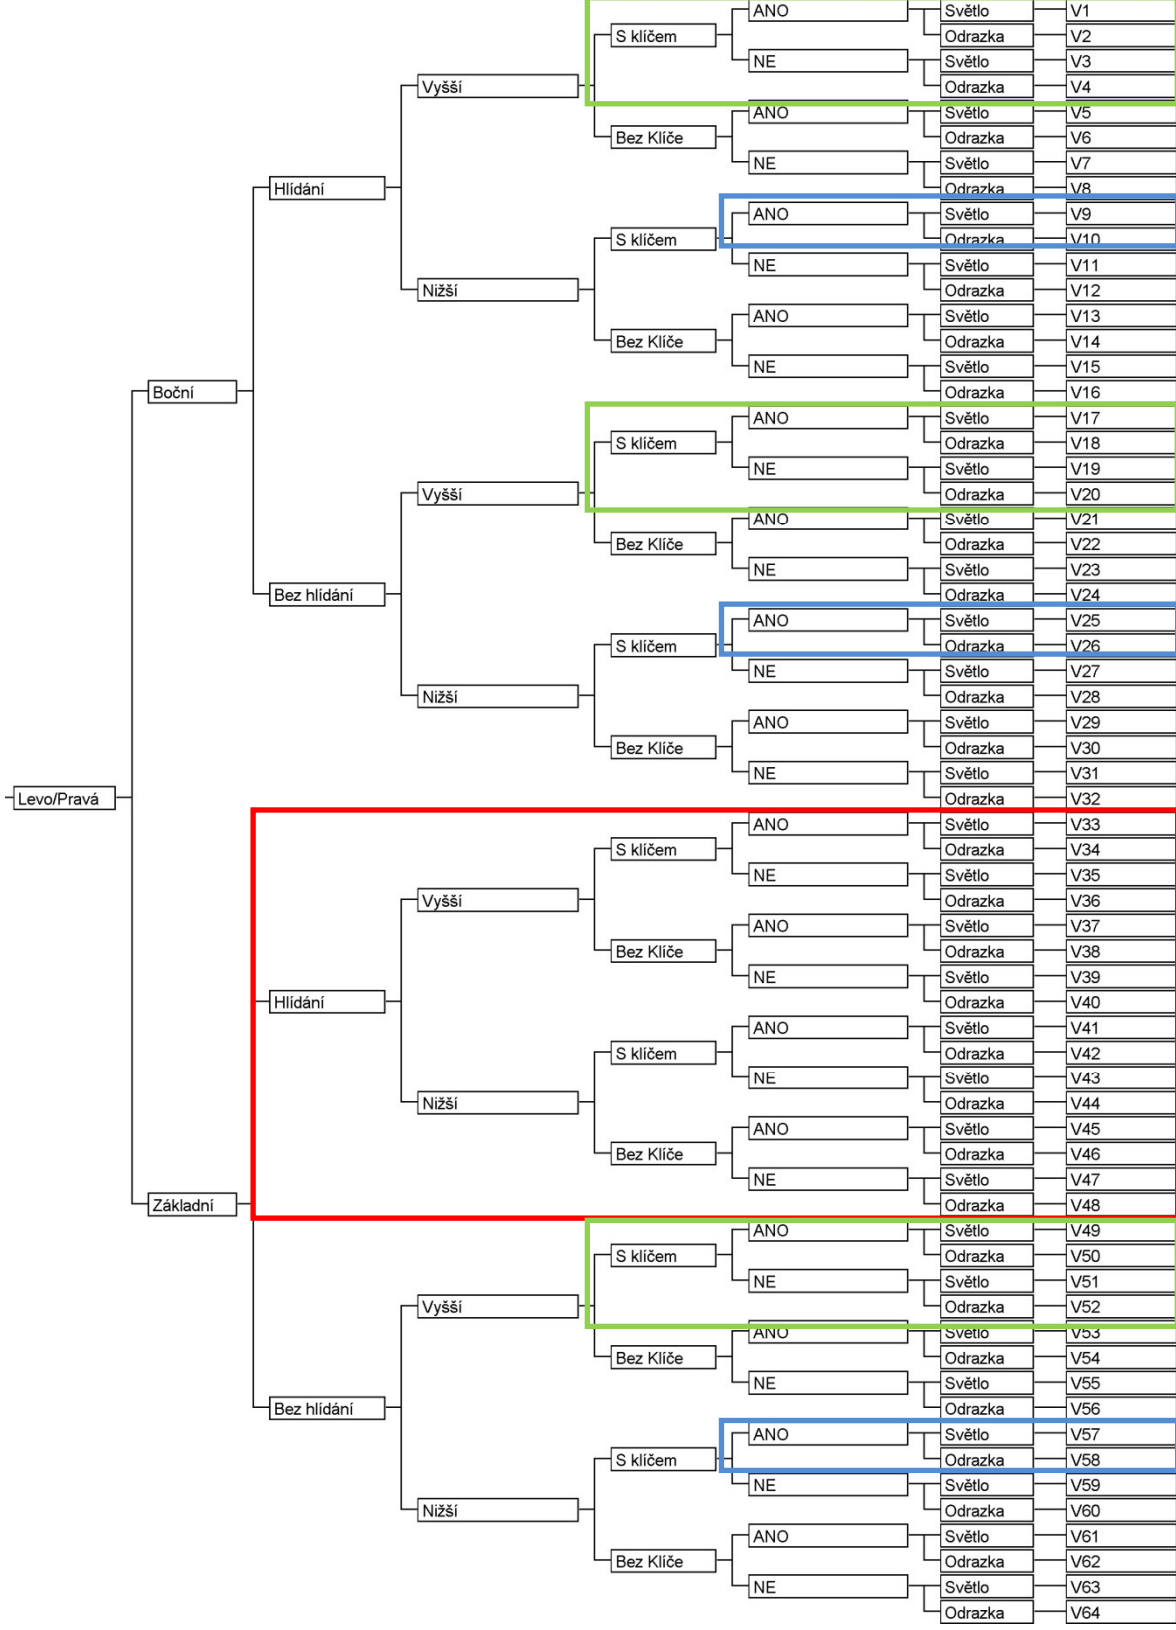 ANO Světlo V1
S klíčem Odrazka V2
NE Světlo V3
Vyšší Odrazka V4
ANO Světlo V5
Bez Klíče Odrazka V6
NE Světlo V7
Hlídání Odrazka V8
ANO Světlo V9
S klíčem Odrazka V10
NE Světlo V11
Nižší Odrazka V12
ANO Světlo V13
Bez Klíče Odrazka V14
NE Světlo V15
Boční Odrazka V16
ANO Světlo V17
S klíčem Odrazka V18
NE Světlo V19
Vyšší Odrazka V20
ANO Světlo V21
Bez Klíče Odrazka V22
NE Světlo V23
Bez hlídání Odrazka V24
ANO Světlo V25
S klíčem Odrazka V26
NE Světlo V27
Nižší Odrazka V28
ANO Světlo V29
Bez Klíče Odrazka V30
NE Světlo V31
Levo/Pravá Odrazka V32
ANO Světlo V33
S klíčem Odrazka V34
NE Světlo V35
Vyšší Odrazka V36
ANO Světlo V37
Bez Klíče Odrazka V38
NE Světlo V39
Hlídání Odrazka V40
ANO Světlo V41
S klíčem Odrazka V42
NE Světlo V43
Nižší Odrazka V44
ANO Světlo V45
Bez Klíče Odrazka V46
NE Světlo V47
Základní Odrazka V48
ANO Světlo V49
S klíčem Odrazka V50
NE Světlo V51
Vyšší Odrazka V52
ANO Světlo V53
Bez Klíče Odrazka V54
NE Světlo V55
Bez hlídání Odrazka V56
ANO Světlo V57
S klíčem Odrazka V58
NE Světlo V59
Nižší Odrazka V60
ANO Světlo V61
Bez Klíče Odrazka V62
NE Světlo V63
Odrazka V64